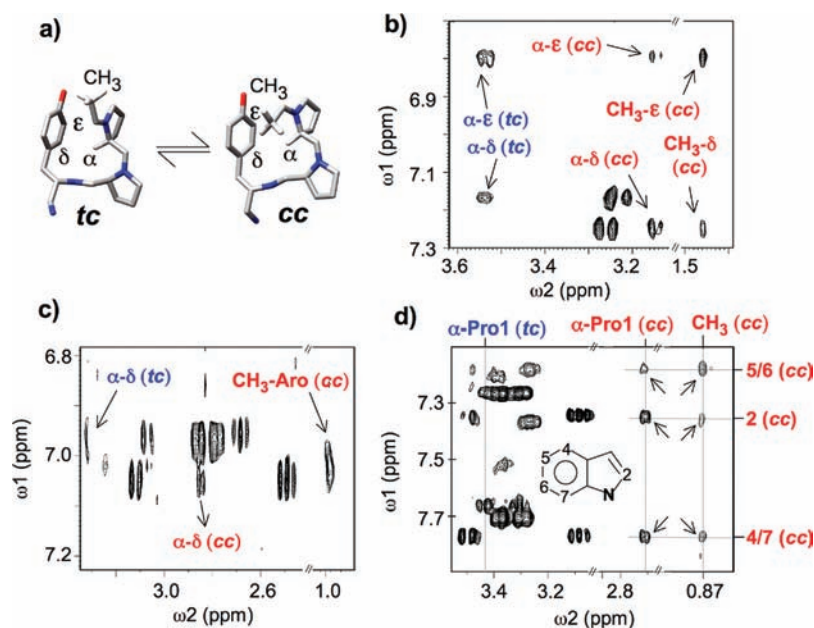 a)
CH₃
ε
δ
α
tc
CH₃
ε
δ
α
cc
b)
α-ε (cc)
α-ε (tc)
α-δ (tc)
CH₃-ε (cc)
CH₃-δ
(cc)
α-δ (cc)
6.9
7.1
7.3
ω1 (ppm)
3.6
3.4
3.2
1.5
ω2 (ppm)
c)
6.8
7.0
7.2
ω1 (ppm)
α-δ (tc)
CH₃-Aro (cc)
α-δ (cc)
3.0
2.6
1.0
ω2 (ppm)
d)
α-Pro1 (tc)
α-Pro1 (cc)
CH₃ (cc)
5/6 (cc)
2 (cc)
4/7 (cc)
7.3
7.5
7.7
ω1 (ppm)
4
5
6
7
2
N
3.4
3.2
2.8
0.87
ω2 (ppm)